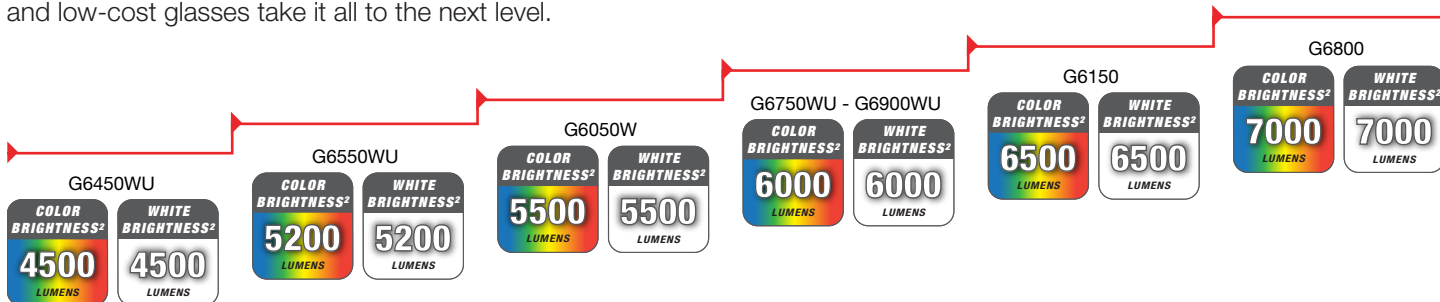 and low-cost glasses take it all to the next level.
G6450WU
COLOR BRIGHTNESS² WHITE BRIGHTNESS²
4500 LUMENS 4500 LUMENS
G6550WU
COLOR BRIGHTNESS² WHITE BRIGHTNESS²
5200 LUMENS 5200 LUMENS
G6050W
COLOR BRIGHTNESS² WHITE BRIGHTNESS²
5500 LUMENS 5500 LUMENS
G6750WU - G6900WU
COLOR BRIGHTNESS² WHITE BRIGHTNESS²
6000 LUMENS 6000 LUMENS
G6150
COLOR BRIGHTNESS² WHITE BRIGHTNESS²
6500 LUMENS 6500 LUMENS
G6800
COLOR BRIGHTNESS² WHITE BRIGHTNESS²
7000 LUMENS 7000 LUMENS